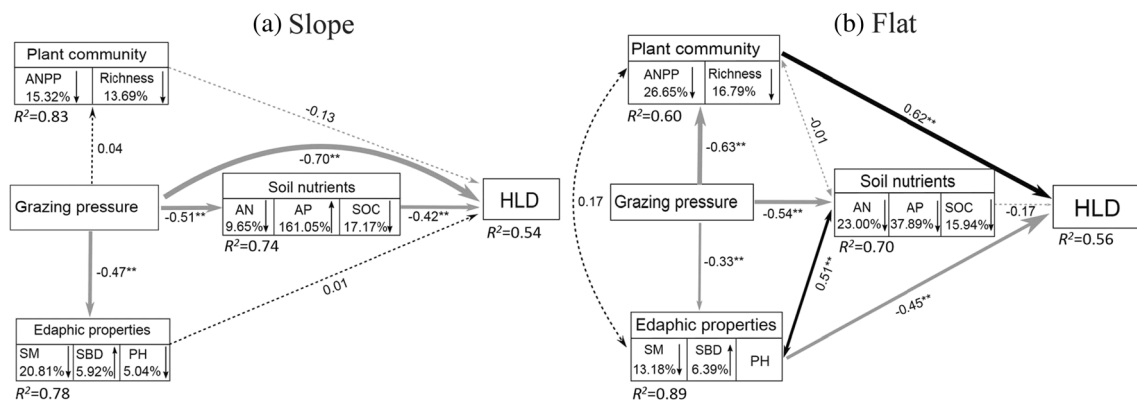 (a) Slope
Plant community
ANPP Richness
15.32% 13.69%
R²=0.83
-0.13
0.04
-0.70**
Grazing pressure
-0.51**
Soil nutrients
AN AP SOC
9.65% 161.05% 17.17%
R²=0.74
-0.42**
HLD
R²=0.54
-0.47**
0.01
Edaphic properties
SM SBD PH
20.81% 5.92% 5.04%
R²=0.78
(b) Flat
Plant community
ANPP Richness
26.65% 16.79%
R²=0.60
0.62**
-0.01
-0.63**
0.17
Grazing pressure
-0.54**
Soil nutrients
AN AP SOC
23.00% 37.89% 15.94%
R²=0.70
-0.17
HLD
R²=0.56
-0.33**
0.51**
-0.45**
Edaphic properties
SM SBD PH
13.18% 6.39%
R²=0.89